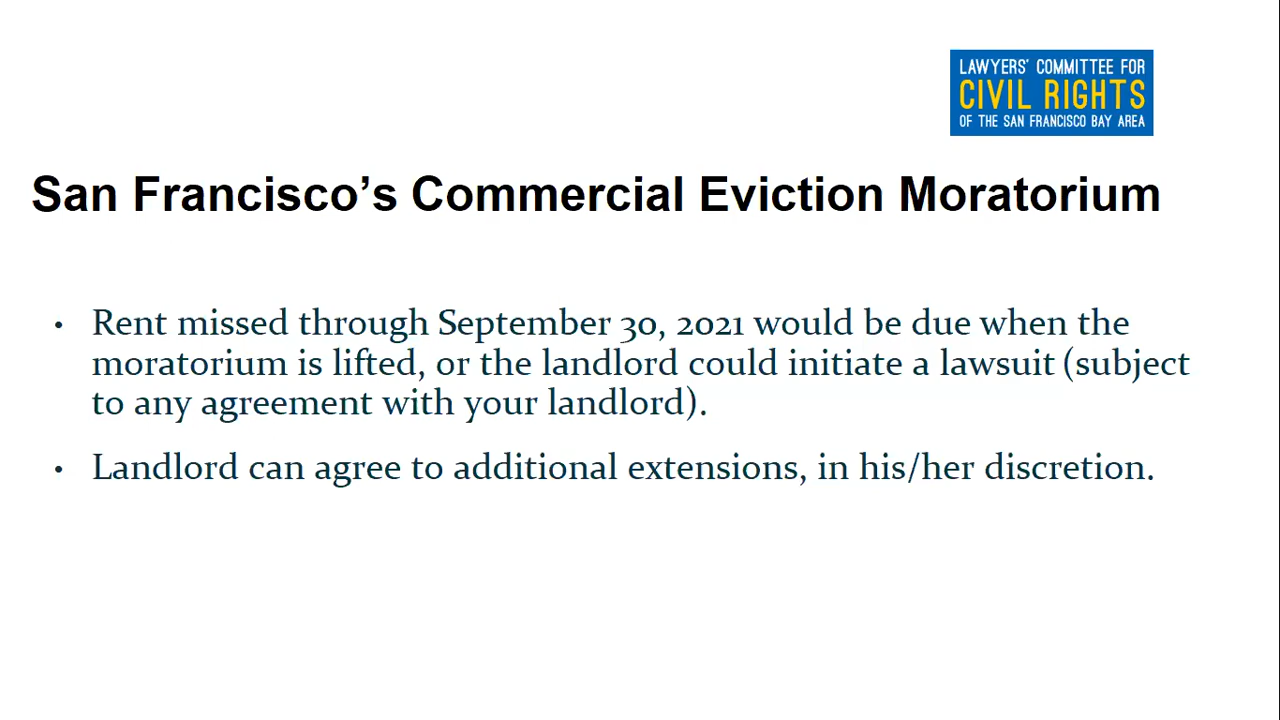 LAWYERS' COMMITTEE FOR
CIVIL RIGHTS
OF THE SAN FRANCISCO BAY AREA
San Francisco’s Commercial Eviction Moratorium
• Rent missed through September 30, 2021 would be due when the
moratorium is lifted, or the landlord could initiate a lawsuit (subject
to any agreement with your landlord).
• Landlord can agree to additional extensions, in his/her discretion.